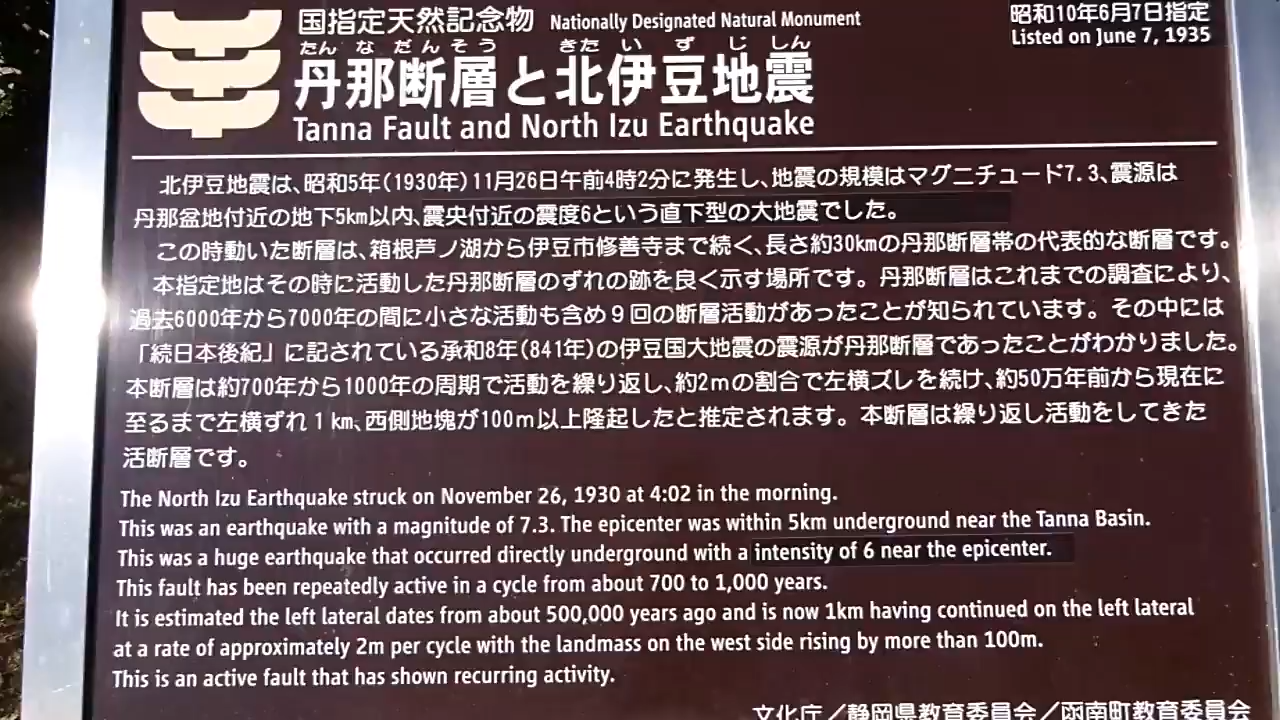 国指定天然記念物 Nationally Designated Natural Monument
昭和10年6月7日指定
Listed on June 7, 1935
たんなだんそう きたいずじしん
丹那断層と北伊豆地震
Tanna Fault and North Izu Earthquake
北伊豆地震は、昭和5年(1930年)11月26日午前4時2分に発生し、地震の規模はマグニチュード7.3、震源は
丹那盆地付近の地下5km以内、震央付近の震度6という直下型の大地震でした。
この時動いた断層は、箱根芦ノ湖から伊豆市修善寺まで続く、長さ約30kmの丹那断層帯の代表的な断層です。
本指定地はその時に活動した丹那断層のずれの跡を良く示す場所です。丹那断層はこれまでの調査により、
過去6000年から7000年の間に小さな活動も含め9回の断層活動があったことが知られています。その中には
「続日本後紀」に記されている承和8年(841年)の伊豆国大地震の震源が丹那断層であったことがわかりました。
本断層は約700年から1000年の周期で活動を繰り返し、約2mの割合で左横ズレを続け、約50万年前から現在に
至るまで左横ずれ1km、西側地塊が100m以上隆起したと推定されます。本断層は繰り返し活動をしてきた
活断層です。
The North Izu Earthquake struck on November 26, 1930 at 4:02 in the morning.
This was an earthquake with a magnitude of 7.3. The epicenter was within 5km underground near the Tanna Basin.
This was a huge earthquake that occurred directly underground with a intensity of 6 near the epicenter.
This fault has been repeatedly active in a cycle from about 700 to 1,000 years.
It is estimated the left lateral dates from about 500,000 years ago and is now 1km having continued on the left lateral
at a rate of approximately 2m per cycle with the landmass on the west side rising by more than 100m.
This is an active fault that has shown recurring activity.
文化庁／静岡県教育委員会／函南町教育委員会